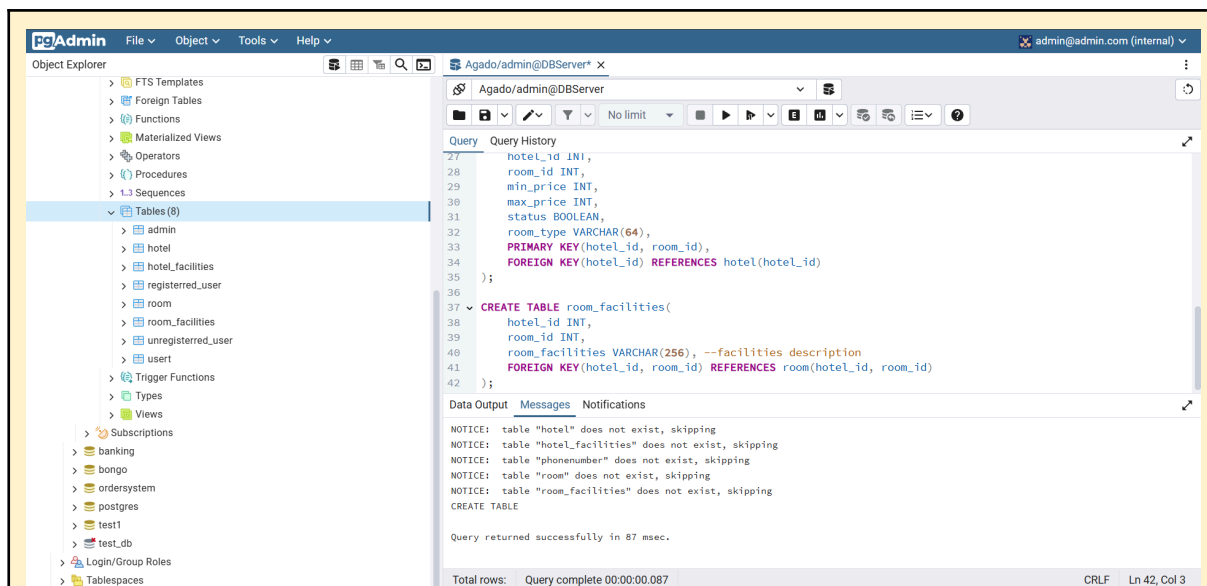 pgAdmin File Object Tools Help admin@admin.com (internal)
Object Explorer
FTS Templates
Foreign Tables
Functions
Materialized Views
Operators
Procedures
1..3 Sequences
Tables (8)
admin
hotel
hotel_facilities
registerred_user
room
room_facilities
unregisterred_user
usert
Trigger Functions
Types
Views
Subscriptions
banking
bongo
ordersystem
postgres
test1
test_db
Login/Group Roles
Tablespaces
Agado/admin@DBServer*
Agado/admin@DBServer
No limit
Query Query History
27 hotel_id INT,
28 room_id INT,
29 min_price INT,
30 max_price INT,
31 status BOOLEAN,
32 room_type VARCHAR(64),
33 PRIMARY KEY(hotel_id, room_id),
34 FOREIGN KEY(hotel_id) REFERENCES hotel(hotel_id)
35 );
36
37 CREATE TABLE room_facilities(
38 hotel_id INT,
39 room_id INT,
40 room_facilities VARCHAR(256), --facilities description
41 FOREIGN KEY(hotel_id, room_id) REFERENCES room(hotel_id, room_id)
42 );
Data Output Messages Notifications
NOTICE: table "hotel" does not exist, skipping
NOTICE: table "hotel_facilities" does not exist, skipping
NOTICE: table "phonenumber" does not exist, skipping
NOTICE: table "room" does not exist, skipping
NOTICE: table "room_facilities" does not exist, skipping
CREATE TABLE
Query returned successfully in 87 msec.
Total rows: Query complete 00:00:00.087 CRLF Ln 42, Col 3